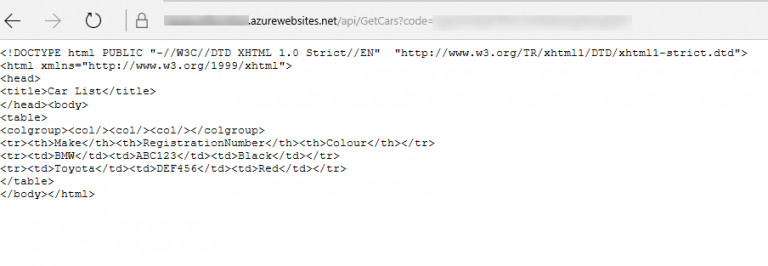 .azurewebsites.net/api/GetCars?code=
<!DOCTYPE html PUBLIC "-//W3C//DTD XHTML 1.0 Strict//EN"  "http://www.w3.org/TR/xhtml1/DTD/xhtml1-strict.dtd">
<html xmlns="http://www.w3.org/1999/xhtml">
<head>
<title>Car List</title>
</head><body>
<table>
<colgroup><col/><col/><col/></colgroup>
<tr><th>Make</th><th>RegistrationNumber</th><th>Colour</th></tr>
<tr><td>BMW</td><td>ABC123</td><td>Black</td></tr>
<tr><td>Toyota</td><td>DEF456</td><td>Red</td></tr>
</table>
</body></html>